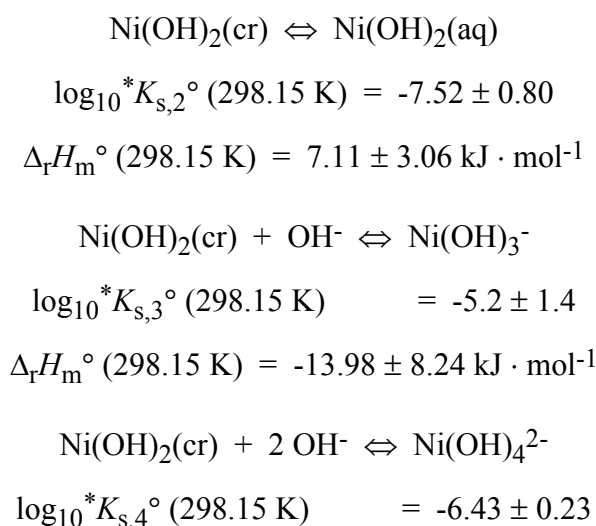 Ni(OH)₂(cr) ⇔ Ni(OH)₂(aq)
log₁₀*Kₛ,₂° (298.15 K) = -7.52 ± 0.80
ΔᵣHₘ° (298.15 K) = 7.11 ± 3.06 kJ · mol⁻¹
Ni(OH)₂(cr) + OH⁻ ⇔ Ni(OH)₃⁻
log₁₀*Kₛ,₃° (298.15 K) = -5.2 ± 1.4
ΔᵣHₘ° (298.15 K) = -13.98 ± 8.24 kJ · mol⁻¹
Ni(OH)₂(cr) + 2 OH⁻ ⇔ Ni(OH)₄²⁻
log₁₀*Kₛ,₄° (298.15 K) = -6.43 ± 0.23